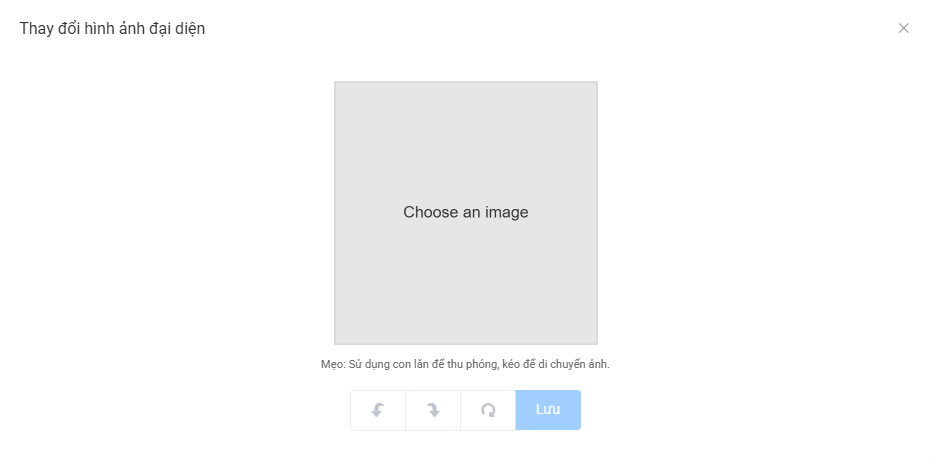 Thay đổi hình ảnh đại diện
Choose an image
Mẹo: Sử dụng con lăn để thu phóng, kéo để di chuyển ảnh.
Lưu